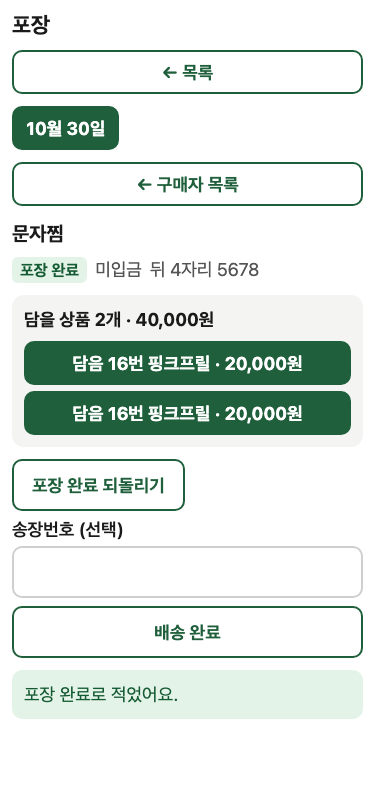 포장
← 목록
10월 30일
← 구매자 목록
문자찜
포장 완료 미입금 뒤 4자리 5678
담을 상품 2개 · 40,000원
담음 16번 핑크프릴 · 20,000원
담음 16번 핑크프릴 · 20,000원
포장 완료 되돌리기
송장번호 (선택)
배송 완료
포장 완료로 적었어요.